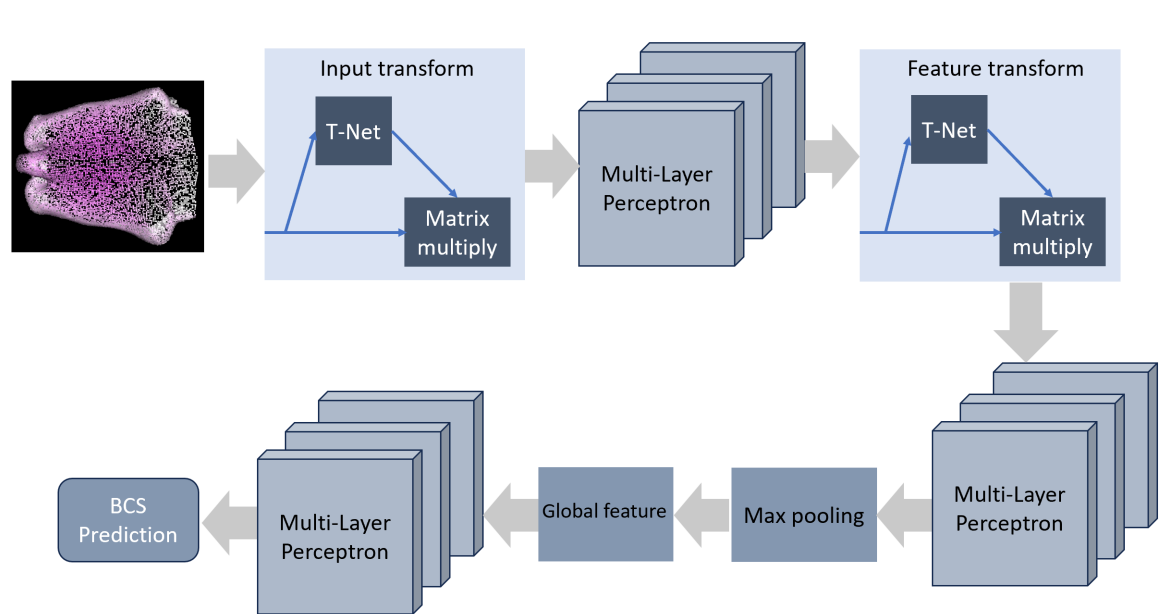 Input transform
T-Net
Matrix
multiply
Multi-Layer
Perceptron
Feature transform
T-Net
Matrix
multiply
Multi-Layer
Perceptron
Max pooling
Global feature
Multi-Layer
Perceptron
BCS
Prediction